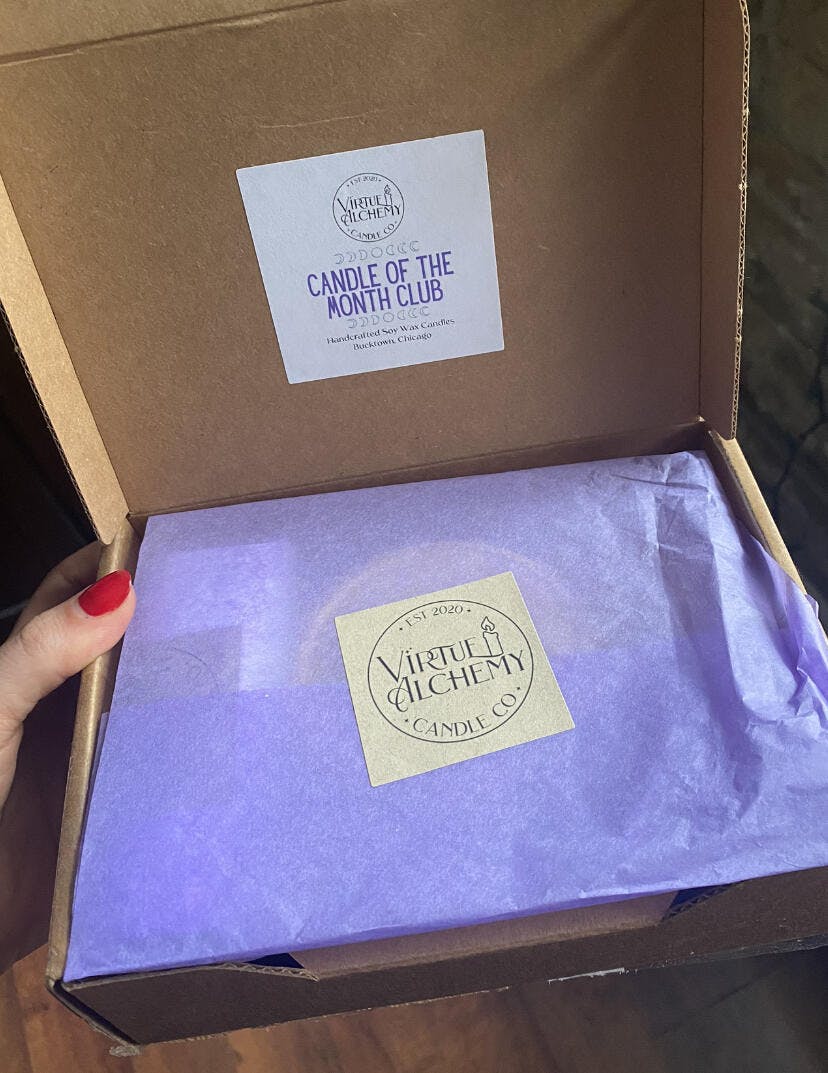 • EST 2020 •
VIRTUE
ALCHEMY
• CANDLE CO •
CANDLE OF THE
MONTH CLUB
Handcrafted Soy Wax Candles
Bucktown, Chicago
• EST 2020 •
VIRTUE
ALCHEMY
• CANDLE CO •